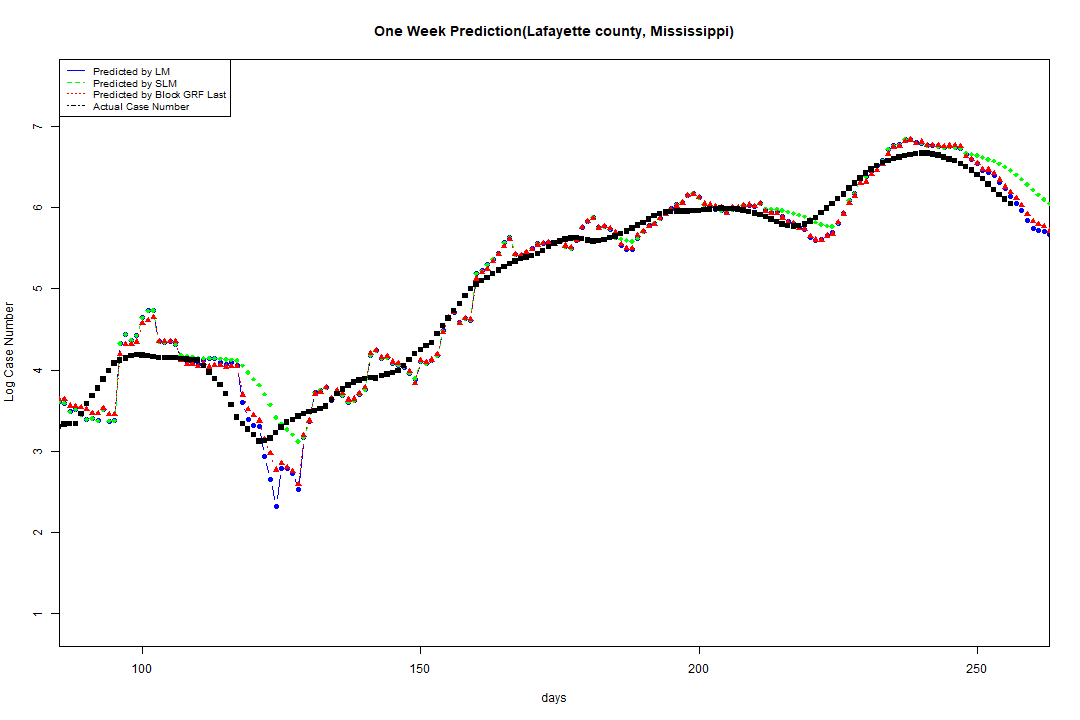 One Week Prediction(Lafayette county, Mississippi)
Predicted by LM
Predicted by SLM
Predicted by Block GRF Last
Actual Case Number
7
6
5
4
3
2
1
Log Case Number
100 150 200 250
days